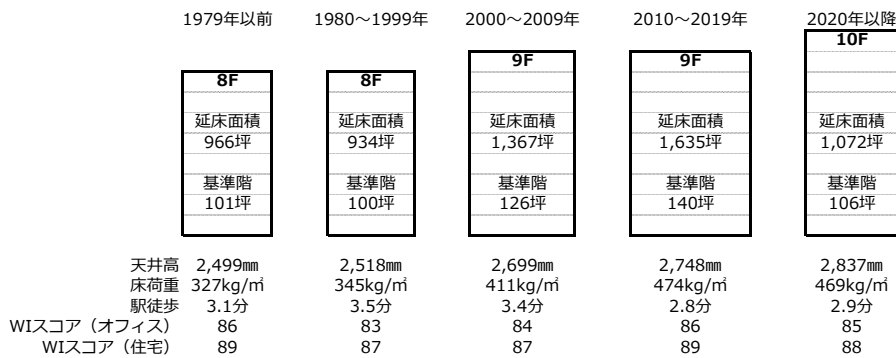 1979年以前 1980～1999年 2000～2009年 2010～2019年 2020年以降
10F
9F 9F
8F 8F
延床面積 延床面積 延床面積 延床面積 延床面積
966坪 934坪 1,367坪 1,635坪 1,072坪
基準階 基準階 基準階 基準階 基準階
101坪 100坪 126坪 140坪 106坪
天井高 2,499㎜ 2,518㎜ 2,699㎜ 2,748㎜ 2,837㎜
床荷重 327kg/㎡ 345kg/㎡ 411kg/㎡ 474kg/㎡ 469kg/㎡
駅徒歩 3.1分 3.5分 3.4分 2.8分 2.9分
WIスコア（オフィス） 86 83 84 86 85
WIスコア（住宅） 89 87 87 89 88